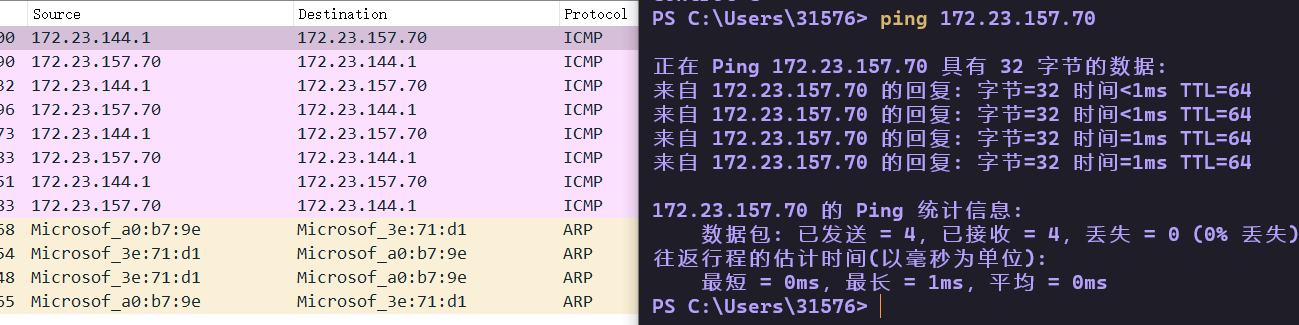 Source Destination Protocol
00 172.23.144.1 172.23.157.70 ICMP
90 172.23.157.70 172.23.144.1 ICMP
32 172.23.144.1 172.23.157.70 ICMP
96 172.23.157.70 172.23.144.1 ICMP
73 172.23.144.1 172.23.157.70 ICMP
83 172.23.157.70 172.23.144.1 ICMP
51 172.23.144.1 172.23.157.70 ICMP
83 172.23.157.70 172.23.144.1 ICMP
58 Microsof_a0:b7:9e Microsof_3e:71:d1 ARP
54 Microsof_3e:71:d1 Microsof_a0:b7:9e ARP
48 Microsof_3e:71:d1 Microsof_a0:b7:9e ARP
65 Microsof_a0:b7:9e Microsof_3e:71:d1 ARP
PS C:\Users\31576> ping 172.23.157.70
正在 Ping 172.23.157.70 具有 32 字节的数据:
来自 172.23.157.70 的回复: 字节=32 时间<1ms TTL=64
来自 172.23.157.70 的回复: 字节=32 时间<1ms TTL=64
来自 172.23.157.70 的回复: 字节=32 时间=1ms TTL=64
来自 172.23.157.70 的回复: 字节=32 时间=1ms TTL=64
172.23.157.70 的 Ping 统计信息:
数据包: 已发送 = 4, 已接收 = 4, 丢失 = 0 (0% 丢失)
往返行程的估计时间(以毫秒为单位):
最短 = 0ms, 最长 = 1ms, 平均 = 0ms
PS C:\Users\31576>